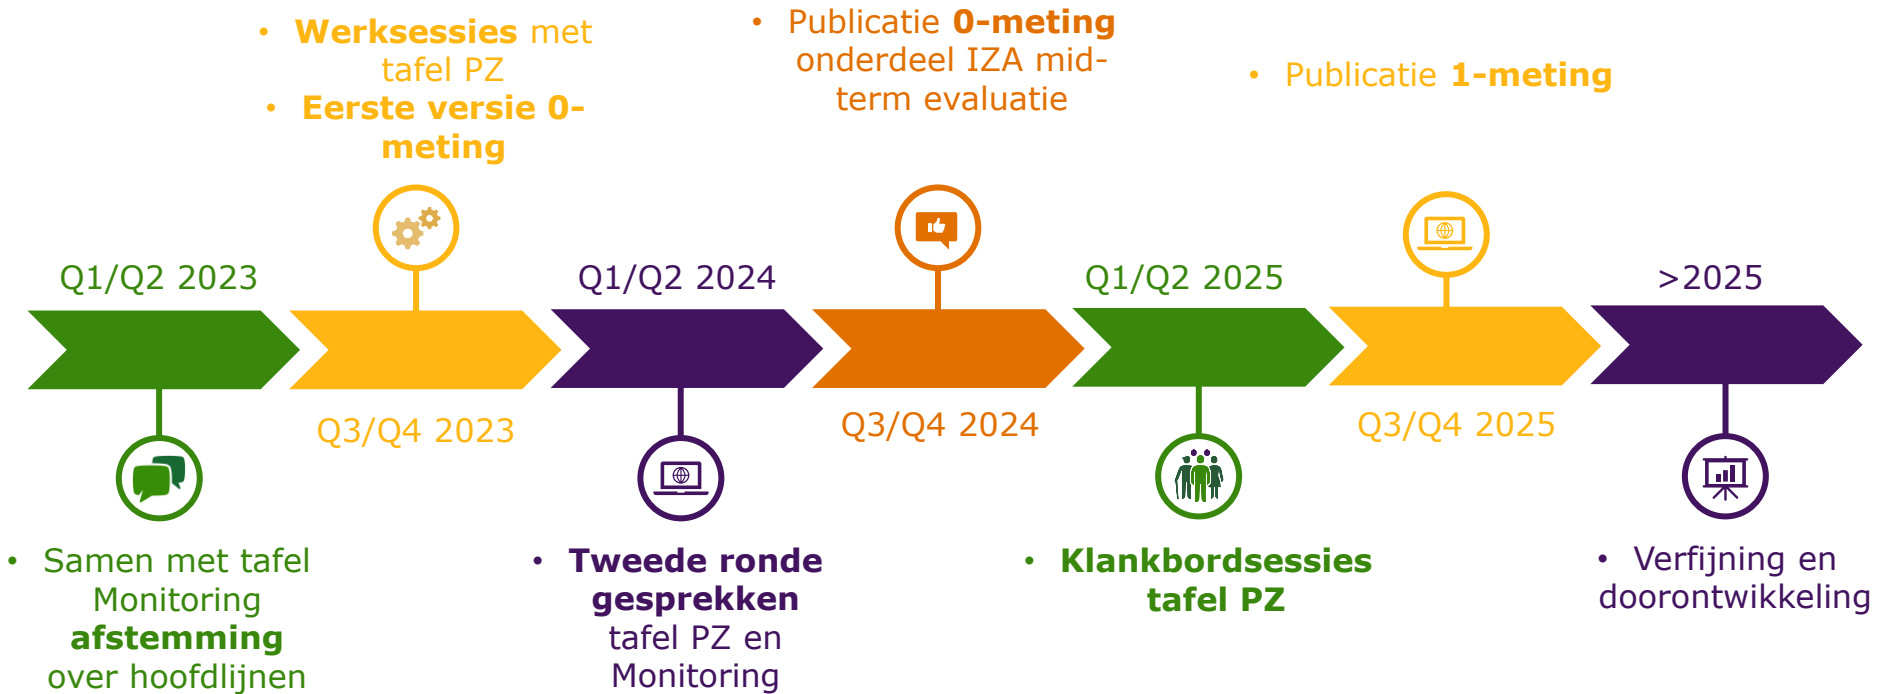 • Werksessies met
tafel PZ
• Eerste versie 0-
meting
• Publicatie 0-meting
onderdeel IZA mid-
term evaluatie
• Publicatie 1-meting
Q1/Q2 2023
Q1/Q2 2024
Q1/Q2 2025
>2025
Q3/Q4 2023
Q3/Q4 2024
Q3/Q4 2025
• Samen met tafel
Monitoring
afstemming
over hoofdlijnen
• Tweede ronde
gesprekken
tafel PZ en
Monitoring
• Klankbordsessies
tafel PZ
• Verfijning en
doorontwikkeling